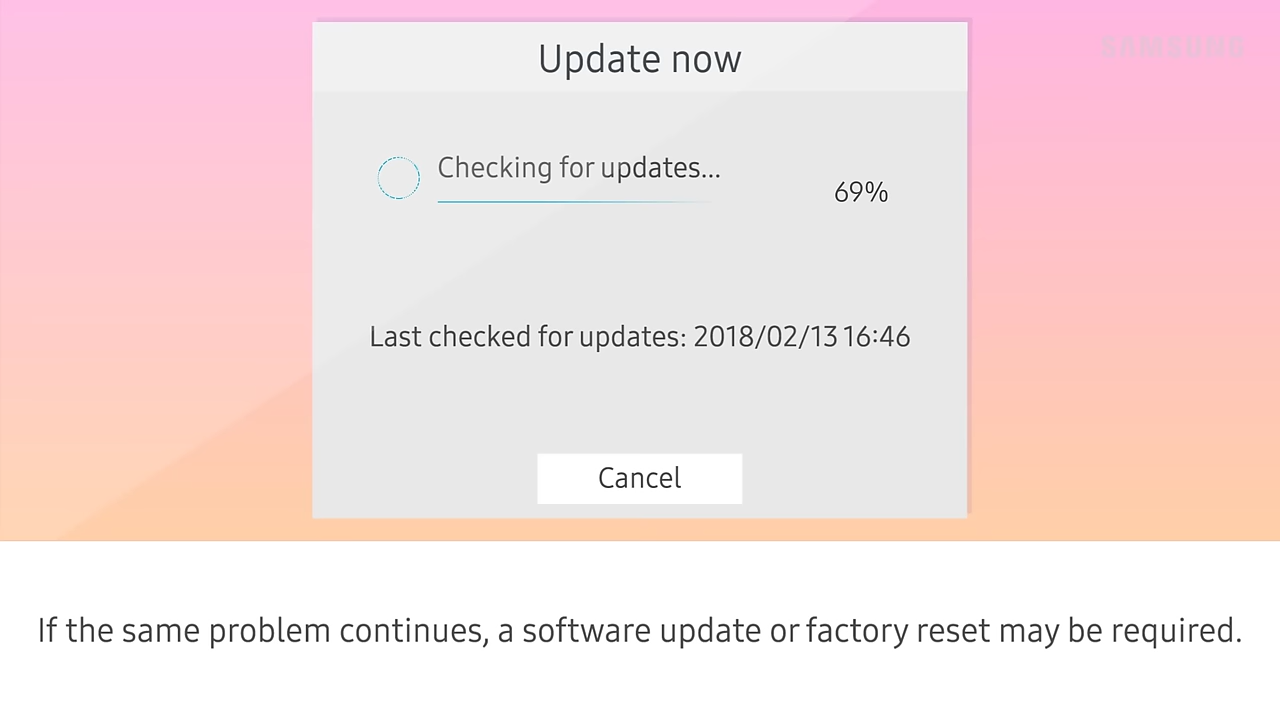 SAMSUNG
Update now
Checking for updates...
69%
Last checked for updates: 2018/02/13 16:46
Cancel
If the same problem continues, a software update or factory reset may be required.